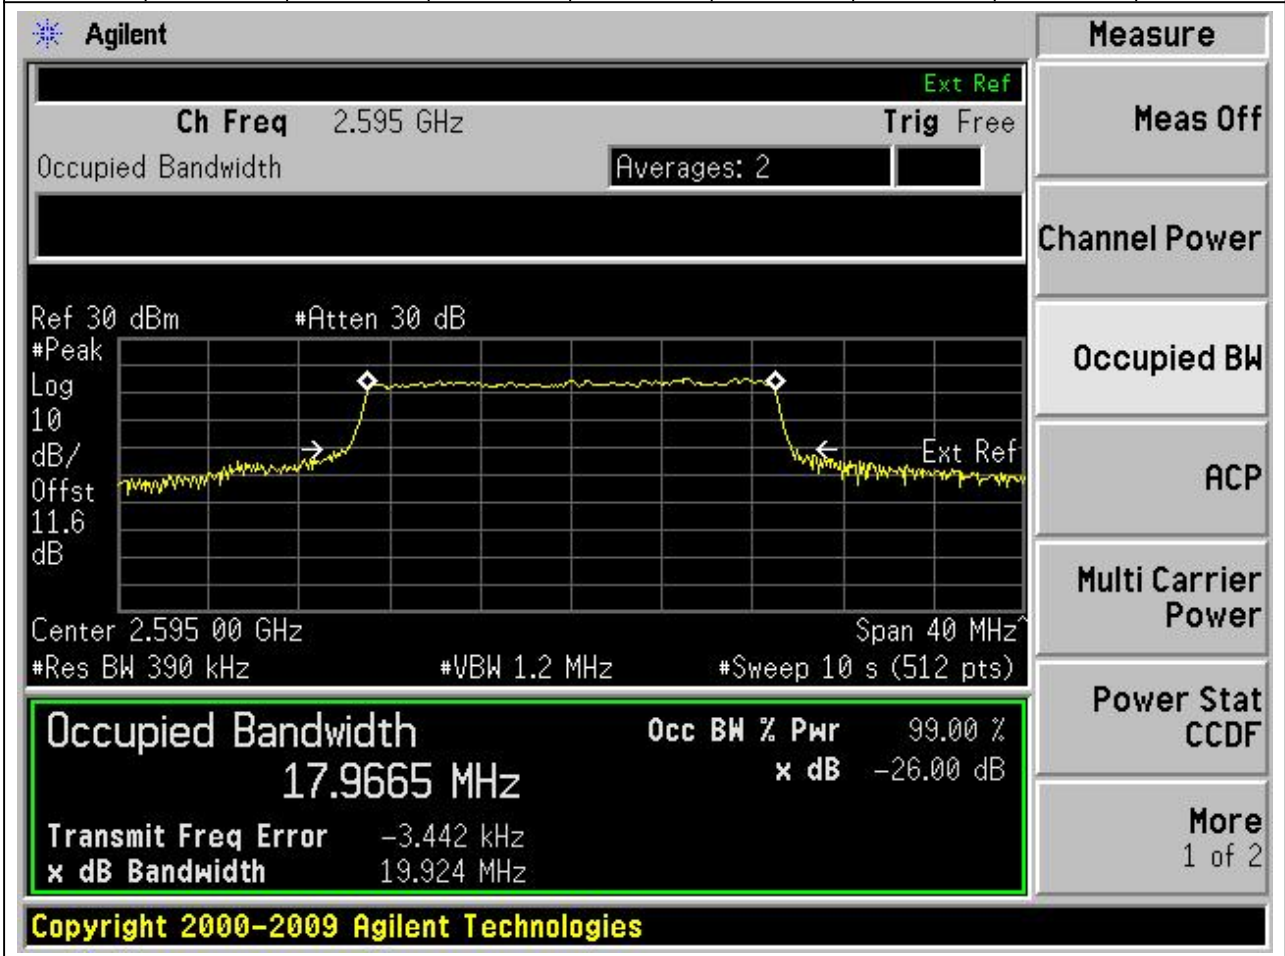 Agilent
Measure
Ext Ref
Ch Freq 2.595 GHz Trig Free
Meas Off
Occupied Bandwidth Averages: 2
Channel Power
Ref 30 dBm #Atten 30 dB
#Peak
Log
10
dB/
Offst
11.6
dB
Ext Ref
Occupied BW
ACP
Multi Carrier
Power
Center 2.595 00 GHz Span 40 MHz^
#Res BW 390 kHz #VBW 1.2 MHz #Sweep 10 s (512 pts)
Power Stat
CCDF
Occupied Bandwidth Occ BW % Pwr 99.00 %
17.9665 MHz x dB -26.00 dB
Transmit Freq Error -3.442 kHz
x dB Bandwidth 19.924 MHz
More
1 of 2
Copyright 2000-2009 Agilent Technologies